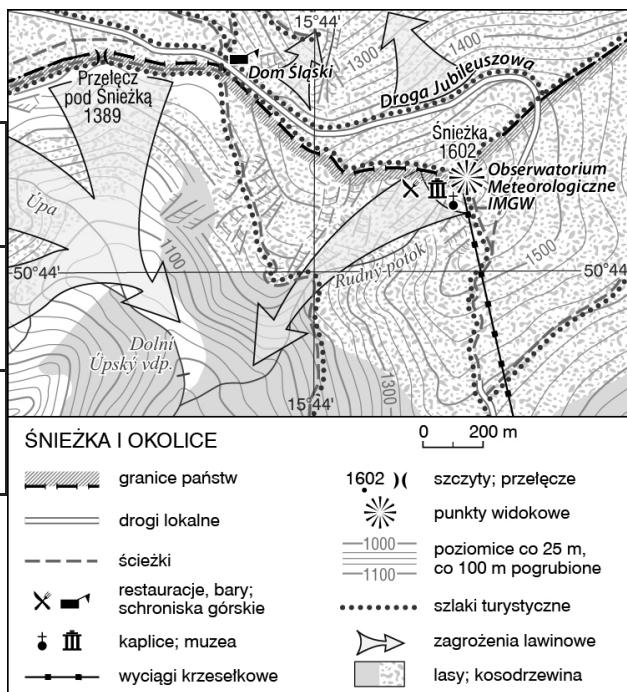 15°44'
1300
1400
Przełęcz
pod Śnieżką
1389
Dom Śląski
Droga Jubileuszowa
Śnieżka
1602
Obserwatorium
Meteorologiczne
IMGW
Úpa
1100
1500
50°44'
Rudný potok
50°44'
Dolní
Úpský vdp.
1300
15°44'
ŚNIEŻKA I OKOLICE
0 200 m
granice państw
1602 szczyty; przełęcze
drogi lokalne
punkty widokowe
ścieżki
1000
1100
poziomice co 25 m,
co 100 m pogrubione
restauracje, bary;
schroniska górskie
szlaki turystyczne
kaplice; muzea
zagrożenia lawinowe
wyciągi krzesełkowe
lasy; kosodrzewina